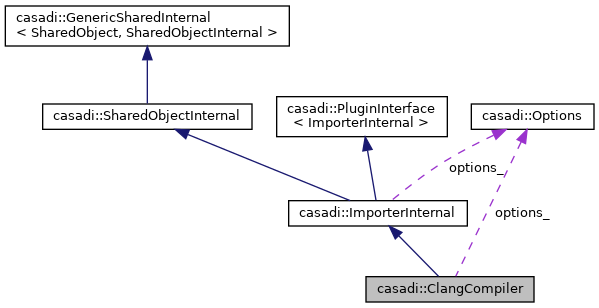 casadi::GenericSharedInternal
< SharedObject, SharedObjectInternal >
casadi::SharedObjectInternal
casadi::PluginInterface
< ImporterInternal >
casadi::Options
options_
casadi::ImporterInternal
options_
casadi::ClangCompiler